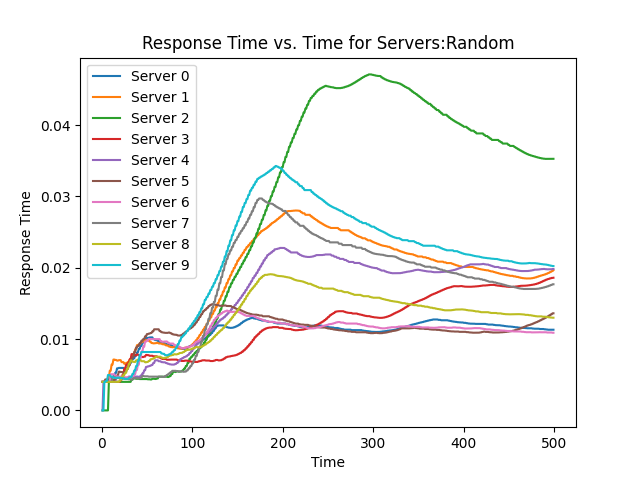 Response Time vs. Time for Servers:Random
Server 0
Server 1
Server 2
Server 3
Server 4
Server 5
Server 6
Server 7
Server 8
Server 9
Response Time
0.04
0.03
0.02
0.01
0.00
0 100 200 300 400 500
Time